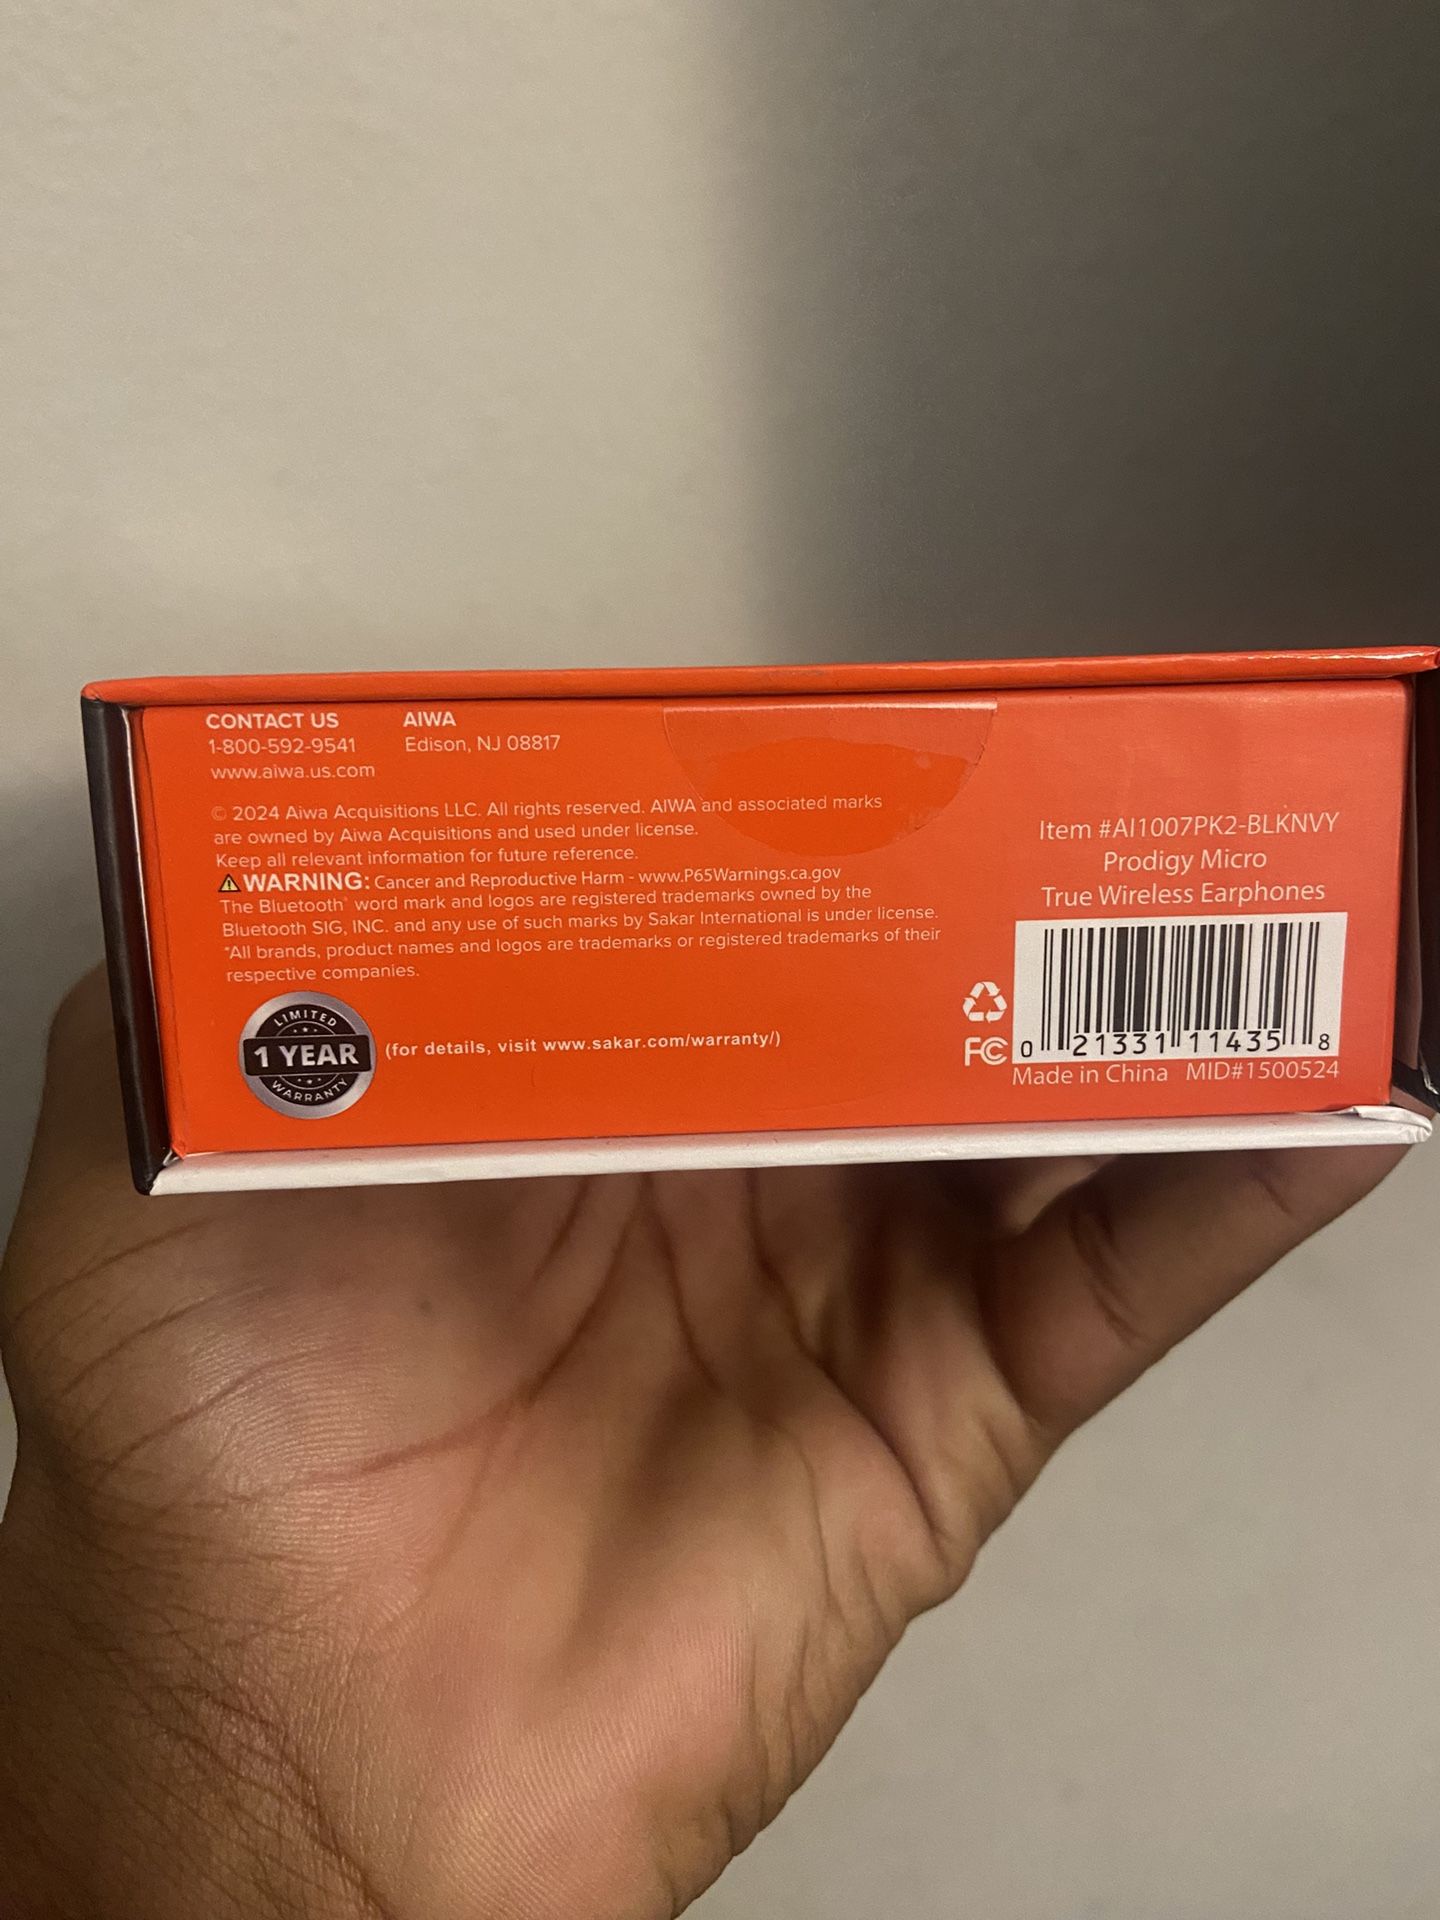 CONTACT US
1-800-592-9541
www.aiwa.us.com
AIWA
Edison, NJ 08817
© 2024 Aiwa Acquisitions LLC. All rights reserved. AIWA and associated marks
are owned by Aiwa Acquisitions and used under license.
Keep all relevant information for future reference.
⚠WARNING: Cancer and Reproductive Harm - www.P65Warnings.ca.gov
The Bluetooth® word mark and logos are registered trademarks owned by the
Bluetooth SIG, INC. and any use of such marks by Sakar International is under license.
*All brands, product names and logos are trademarks or registered trademarks of their
respective companies.
LIMITED
1 YEAR
WARRANTY
(for details, visit www.sakar.com/warranty/)
Item #AI1007PK2-BLKNVY
Prodigy Micro
True Wireless Earphones
FC
0 21331 11435 8
Made in China MID#1500524